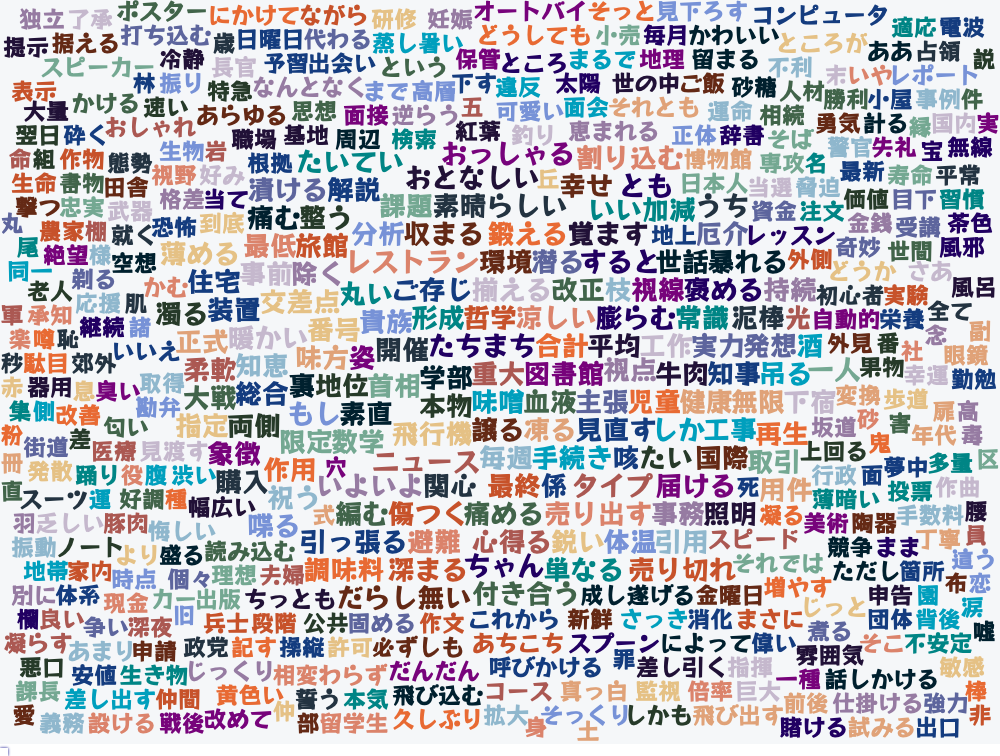 独立 了承 ポスター にかけて ながら 研修 妊娠 オートバイ そっと 見下ろす コンピュータ 適応 電波
提示 据える 打ち込む 歳 日曜日 代わる 蒸し暑い どうしても 小売 毎月 かわいい ところが ああ 占領 説
スピーカー 冷静 長官 予習 出会い という 保管 ところ まるで 地理 留まる 不利 末 いや レポート
表示 林 振り 特急 なんとなく まで 高層 下す 違反 太陽 世の中 ご飯 砂糖 人材 勝利 小屋 事例 件
大量 かける 速い あらゆる 思想 面接 逆らう 五 可愛い 面会 それとも 運命 相続 勇気 計る 縁 国内 実
翌日 砕く おしゃれ 職場 基地 周辺 検索 紅葉 釣り 恵まれる 正体 辞書 そば 警官 失礼 宝 無線
命 組 作物 態勢 生物 岩 根拠 たいてい おっしゃる 割り込む 博物館 専攻 名 最新 寿命 平常
生命 書物 田舎 視野 好み 漬ける 解説 おとなしい 丘 幸せ とも 日本人 当選 脅迫 価値 目下 習慣
撃つ 忠実 武器 格差 当て 痛む 整う 課題 素晴らしい いい加減 うち 資金 注文 金銭 受講 茶色
丸 農家 棚 就く 恐怖 到底 分析 収まる 鍛える 覚ます 地上 厄介 レッスン 奇妙 世間 風邪
尾 絶望 様 空想 薄める 最低 旅館 レストラン 環境 潜る すると 世話 暴れる 外側 どうか さあ
同一 老人 剃る かむ 住宅 事前 除く 丸い ご存じ 揃える 改正 枝 視線 褒める 持続 初心者 実験 風呂
軍 承知 応援 肌 濁る 装置 交差点 貴族 形成 哲学 涼しい 膨らむ 常識 泥棒 光 自動的 栄養 全て
楽 噂 恥 継続 諸 正式 暖かい 番号 姿 開催 たちまち 合計 平均 工作 実力 発想 酒 外見 番 念 副
秒 駄目 郊外 いいえ 柔軟 知恵 味方 学部 重大 図書館 視点 牛肉 知事 吊る 一人 果物 社 眼鏡
赤 器用 息 臭い 取得 大戦 総合 裏 地位 首相 本物 味噌 血液 主張 児童 健康 無限 下宿 変換 歩道 幸運 勤勉
集 側 改善 匂い 勘弁 指定 両側 もし 素直 飛行機 譲る 凍る 見直す しか 工事 再生 坂道 砂 害 扉 高
粉 街道 差 医療 見渡す 象徴 限定 数学 ニュース 毎週 手続き 咳 たい 国際 取引 上回る 鬼 年代 毒
冊 発散 踊り 役 腹 渋い 購入 作用 穴 いよいよ 関心 最終 係 タイプ 届ける 死 用件 行政 面 夢中 多量 区
直 スーツ 運 好調 種 幅広い 祝う 式 編む 傷つく 痛める 売り出す 事務 照明 凝る 薄暗い 投票 作曲
羽 乏しい 豚肉 悔しい 喋る 引っ張る 避難 心得る 鋭い 体温 引用 スピード 美術 陶器 手数料 腰
振動 ノート より 盛る 読み込む 調味料 深まる ちゃん 単なる 売り切れ それでは 競争 まま 丁寧 員
地帯 家内 時点 個々 理想 夫婦 だらし無い 付き合う 成し遂げる 金曜日 増やす ただし 箇所 布 違う 恋
別に 体系 現金 カー 出版 ちっとも 公共 固める 作文 これから 新鮮 さっき 消化 まさに じっと 申告 園 涙
欄 良い 争い 深夜 旧 兵士 段階 操縦 許可 必ずしも あちこち スプーン によって 偉い 煮る 団体 背後 嘘
凝らす あまり 申請 政党 記す 相変わらず だんだん 呼びかける 罪 差し引く 指揮 雰囲気 そこ 不安定
悪口 安値 生き物 じっくり 誓う 本気 飛び込む コース 真っ白 監視 倍率 巨大 一種 話しかける 敏感
課長 差し出す 仲間 黄色い 仲 部 留学生 久しぶり 拡大 そっくり しかも 飛び出す 前後 仕掛ける 強力 棒
愛 義務 設ける 戦後 改めて 身 土 賭ける 試みる 出口 非